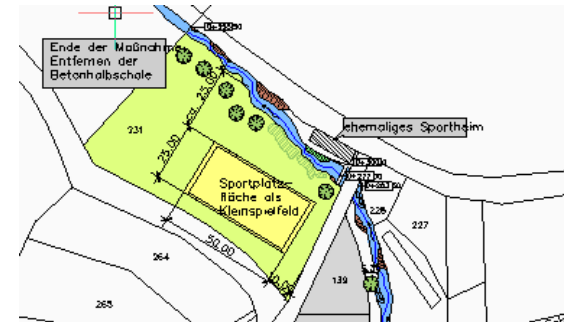 Ende der Maßnahme
Entfernen der
Betonhalbschale
ehemaliges Sportheim
231
25.00
25.00
Sportplatz-
fläche als
Kleinspielfeld
50.00
10.00
264
265
139
228
227